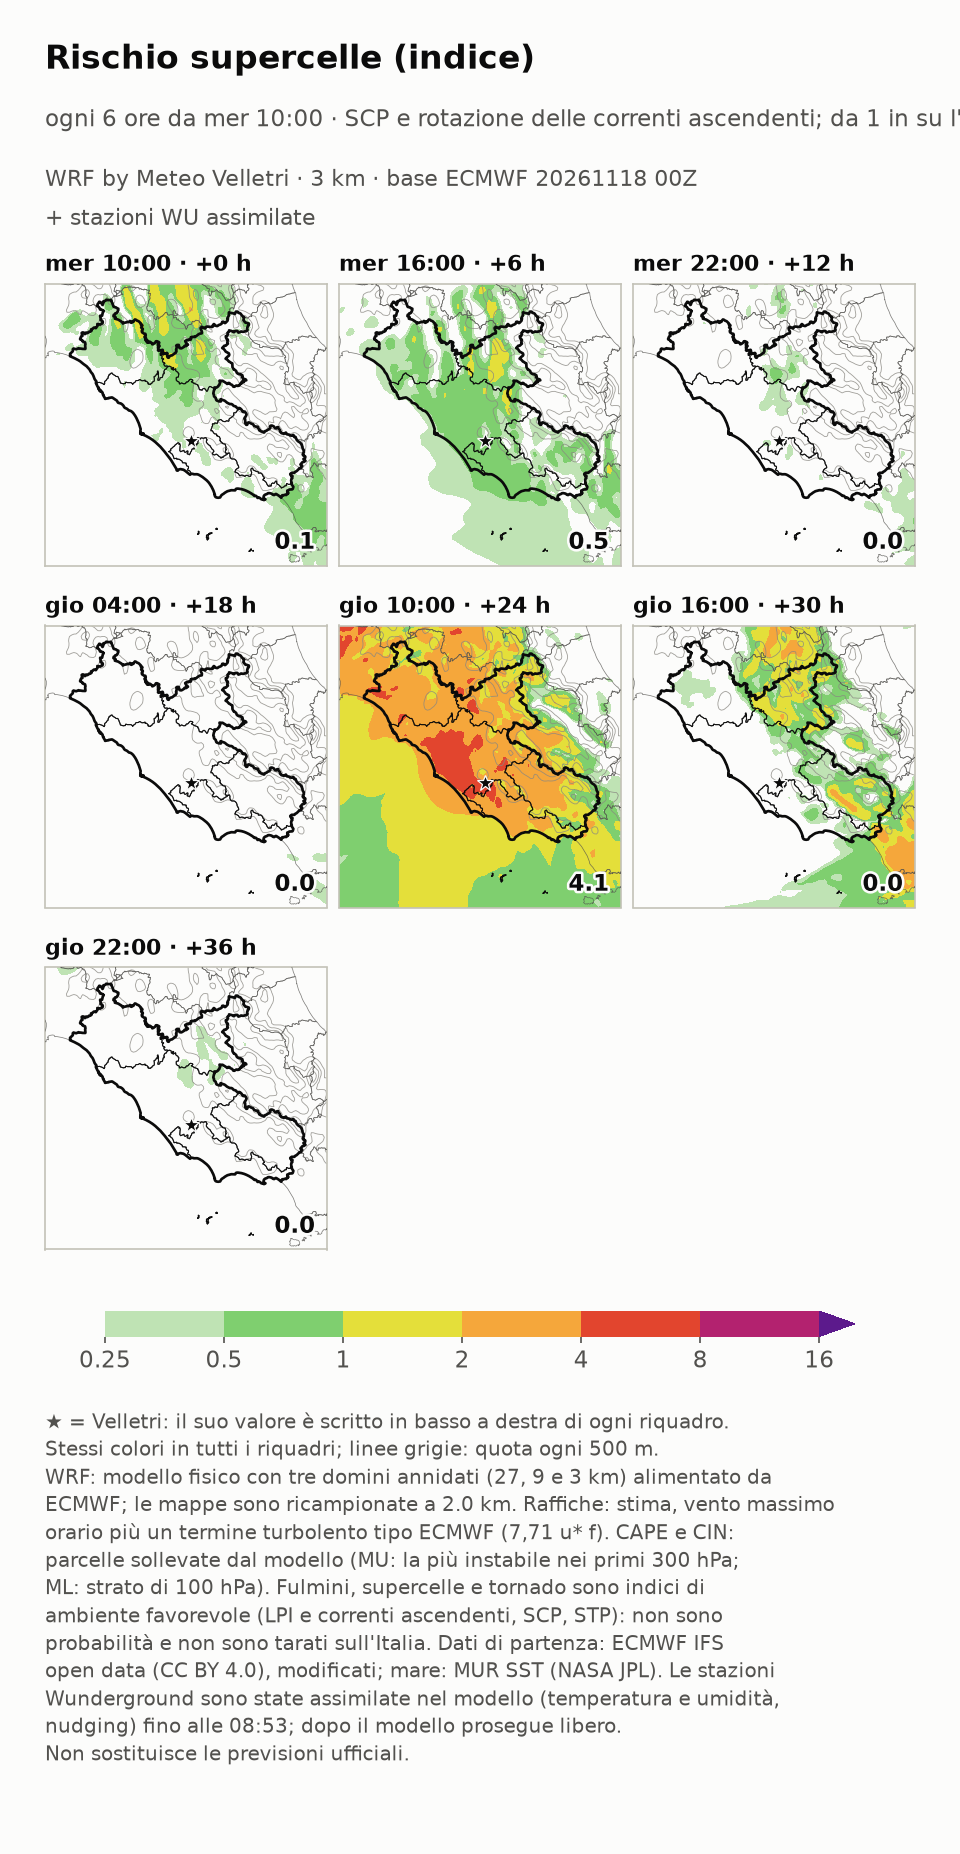 Rischio supercelle (indice)
ogni 6 ore da mer 10:00 · SCP e rotazione delle correnti ascendenti; da 1 in su l'
WRF by Meteo Velletri · 3 km · base ECMWF 20261118 00Z
+ stazioni WU assimilate
mer 10:00 · +0 h
mer 16:00 · +6 h
mer 22:00 · +12 h
0.1
0.5
0.0
gio 04:00 · +18 h
gio 10:00 · +24 h
gio 16:00 · +30 h
0.0
4.1
0.0
gio 22:00 · +36 h
0.0
0.25 0.5 1 2 4 8 16
★ = Velletri: il suo valore è scritto in basso a destra di ogni riquadro.
Stessi colori in tutti i riquadri; linee grigie: quota ogni 500 m.
WRF: modello fisico con tre domini annidati (27, 9 e 3 km) alimentato da
ECMWF; le mappe sono ricampionate a 2.0 km. Raffiche: stima, vento massimo
orario più un termine turbolento tipo ECMWF (7,71 u* f). CAPE e CIN:
parcelle sollevate dal modello (MU: la più instabile nei primi 300 hPa;
ML: strato di 100 hPa). Fulmini, supercelle e tornado sono indici di
ambiente favorevole (LPI e correnti ascendenti, SCP, STP): non sono
probabilità e non sono tarati sull'Italia. Dati di partenza: ECMWF IFS
open data (CC BY 4.0), modificati; mare: MUR SST (NASA JPL). Le stazioni
Wunderground sono state assimilate nel modello (temperatura e umidità,
nudging) fino alle 08:53; dopo il modello prosegue libero.
Non sostituisce le previsioni ufficiali.